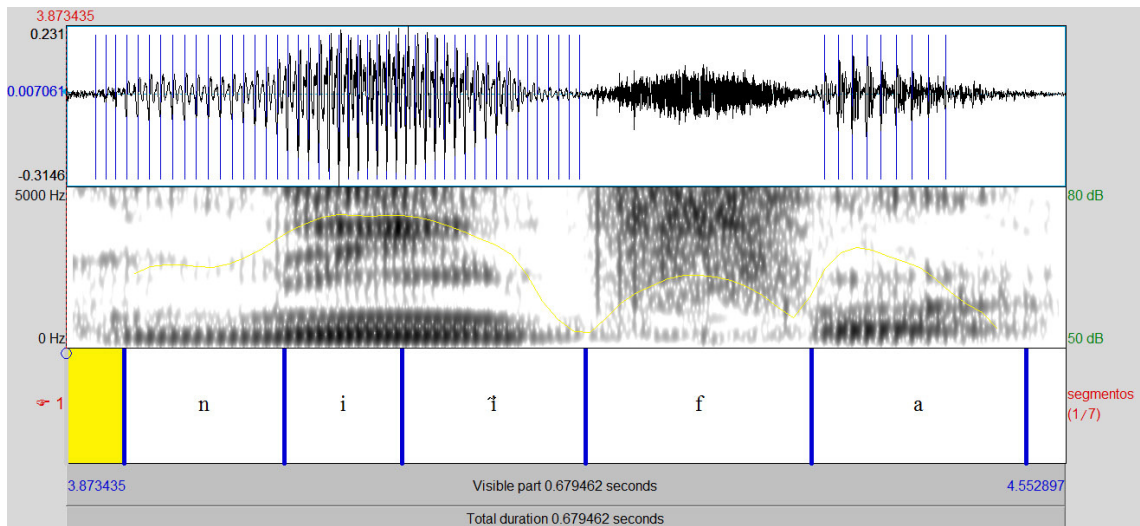 3.873435
0.2315
0.007061
-0.3146
5000 Hz
80 dB
0 Hz
50 dB
1
n i ĩ f a
segmentos
(1/7)
3.873435 Visible part 0.679462 seconds 4.552897
Total duration 0.679462 seconds